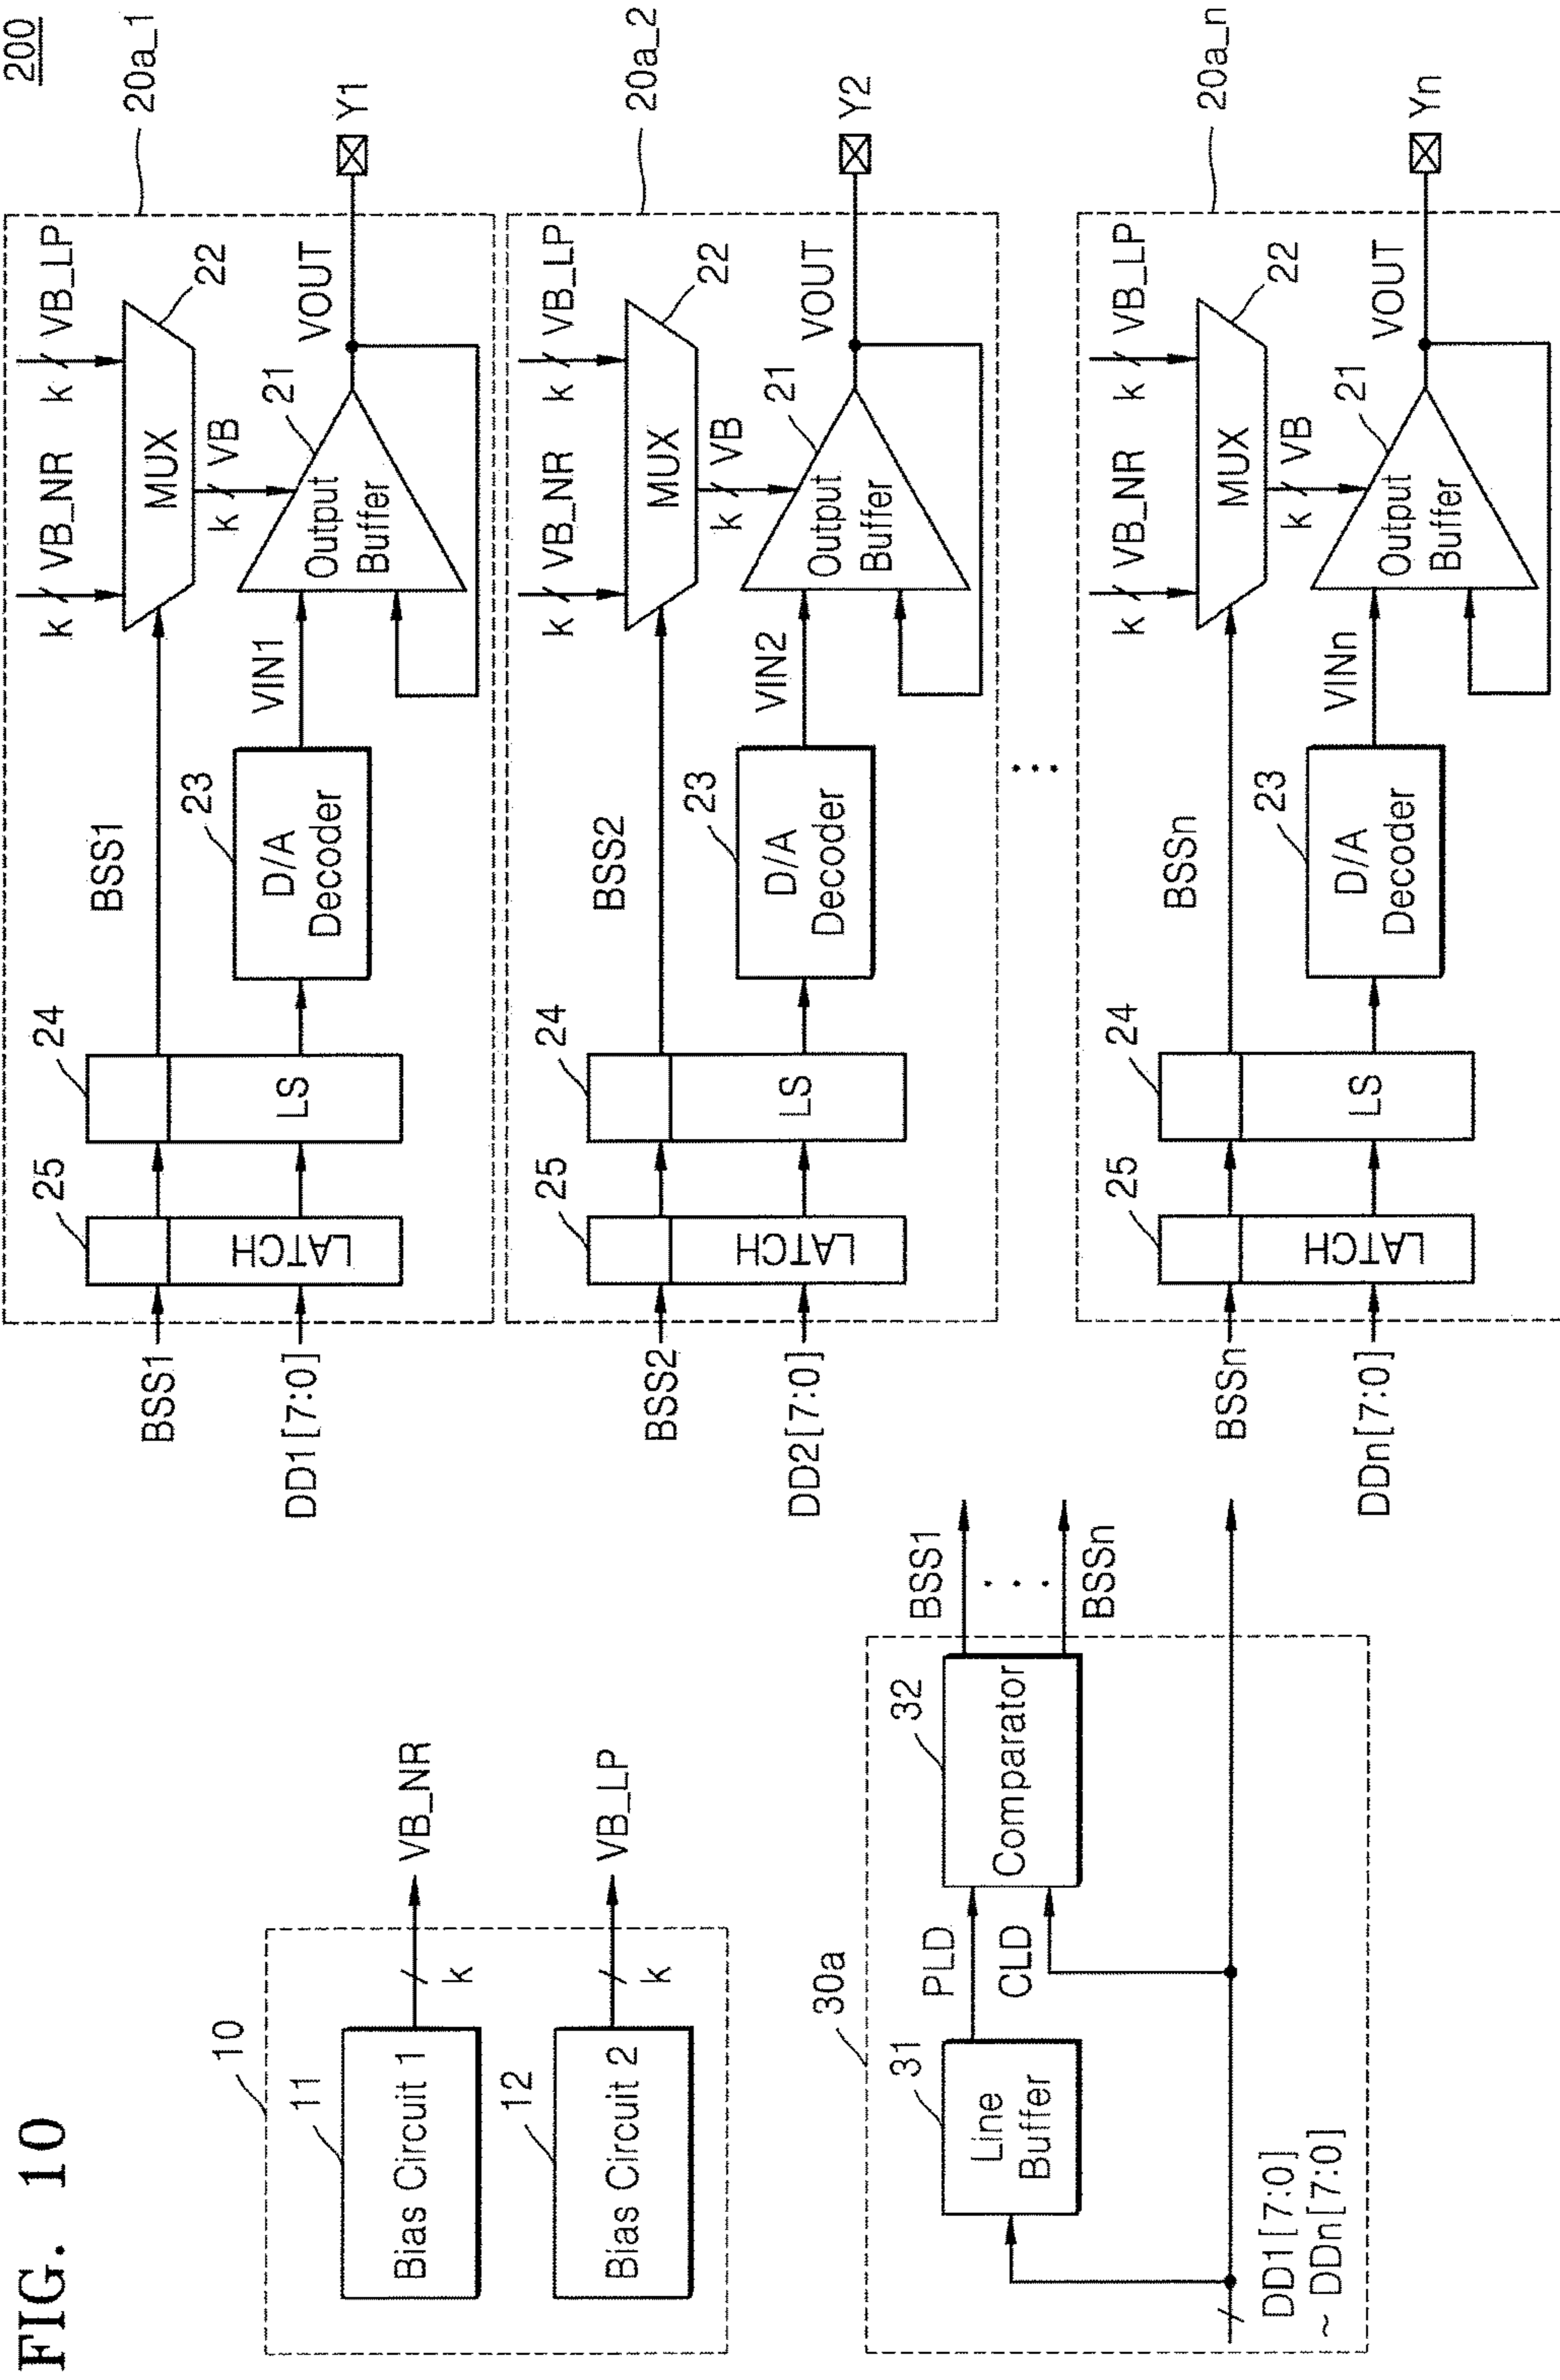 FIG. 10
200
10
11
Bias Circuit 1
k
VB_NR
12
Bias Circuit 2
k
VB_LP
30a
31
Line
Buffer
PLD
CLD
32
Comparator
BSS1
. . .
BSSn
DD1[7:0]
~ DDn[7:0]
20a_1
BSS1
DD1[7:0]
25
LATCH
24
LS
BSS1
23
D/A
Decoder
VIN1
k
VB_NR
k
VB_LP
MUX
22
k
VB
21
Output
Buffer
VOUT
Y1
20a_2
BSS2
DD2[7:0]
25
LATCH
24
LS
BSS2
23
D/A
Decoder
VIN2
k
VB_NR
k
VB_LP
MUX
22
k
VB
21
Output
Buffer
VOUT
Y2
...
20a_n
BSSn
DDn[7:0]
25
LATCH
24
LS
BSSn
23
D/A
Decoder
VINn
k
VB_NR
k
VB_LP
MUX
22
k
VB
21
Output
Buffer
VOUT
Yn